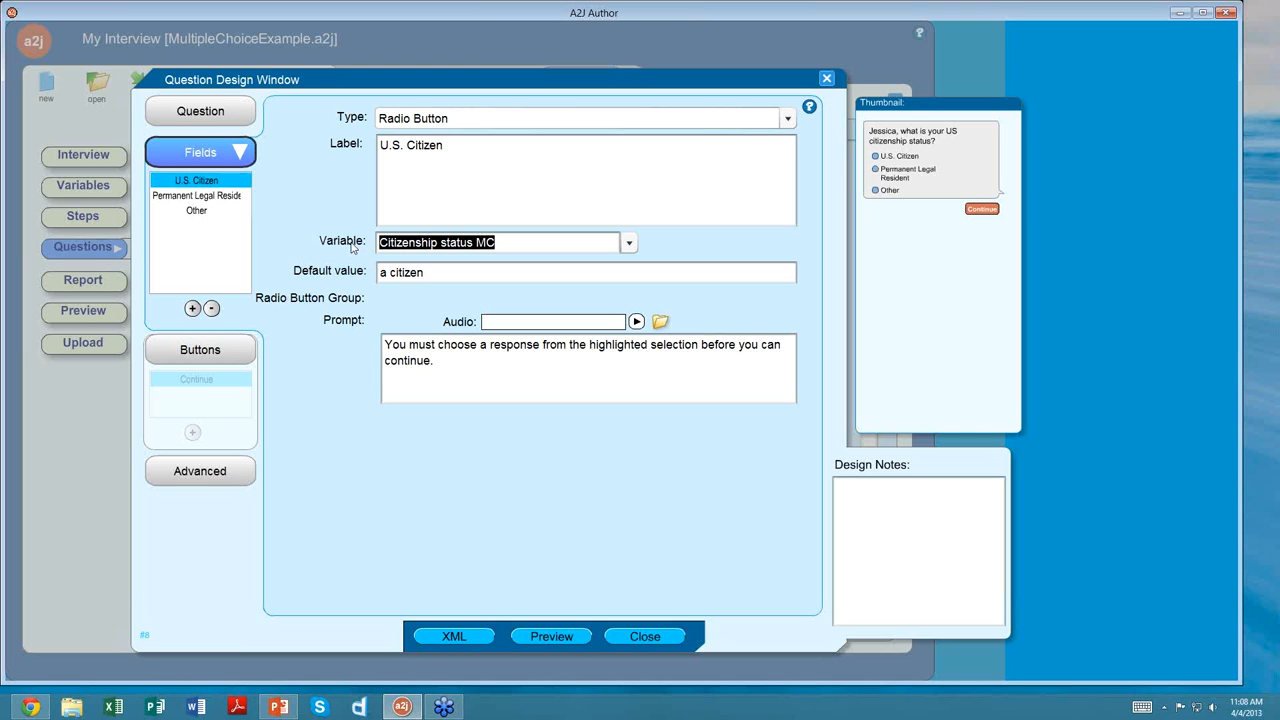 A2J Author
a2j
My Interview [MultipleChoiceExample.a2j]
?
new
open
Question Design Window
Question
Fields
U.S. Citizen
Permanent Legal Reside
Other
+ -
Buttons
Continue
+
Advanced
Interview
Variables
Steps
Questions
Report
Preview
Upload
Type:
Radio Button
?
Label:
U.S. Citizen
Variable:
Citizenship status MC
Default value:
a citizen
Radio Button Group:
Prompt:
Audio:
You must choose a response from the highlighted selection before you can
continue.
#8
XML
Preview
Close
Thumbnail:
Jessica, what is your US
citizenship status?
U.S. Citizen
Permanent Legal
Resident
Other
Continue
Design Notes:
a2j
11:08 AM
4/4/2013